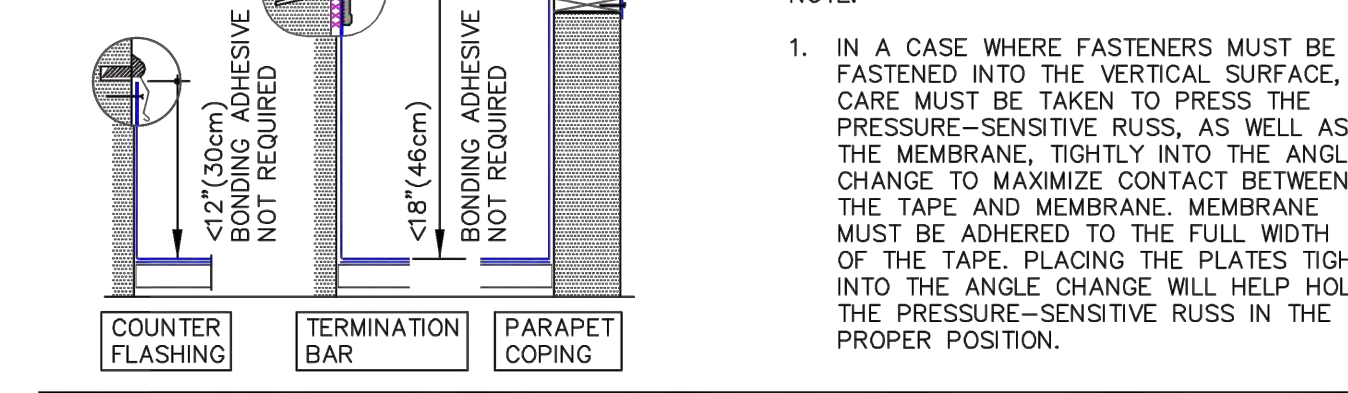 <12"(30cm)
BONDING ADHESIVE
NOT REQUIRED
<18"(46cm)
BONDING ADHESIVE
NOT REQUIRED
COUNTER
FLASHING
TERMINATION
BAR
PARAPET
COPING
NOTE:
1. IN A CASE WHERE FASTENERS MUST BE
FASTENED INTO THE VERTICAL SURFACE,
CARE MUST BE TAKEN TO PRESS THE
PRESSURE–SENSITIVE RUSS, AS WELL AS
THE MEMBRANE, TIGHTLY INTO THE ANGL
CHANGE TO MAXIMIZE CONTACT BETWEEN
THE TAPE AND MEMBRANE. MEMBRANE
MUST BE ADHERED TO THE FULL WIDTH
OF THE TAPE. PLACING THE PLATES TIGH
INTO THE ANGLE CHANGE WILL HELP HOL
THE PRESSURE–SENSITIVE RUSS IN THE
PROPER POSITION.